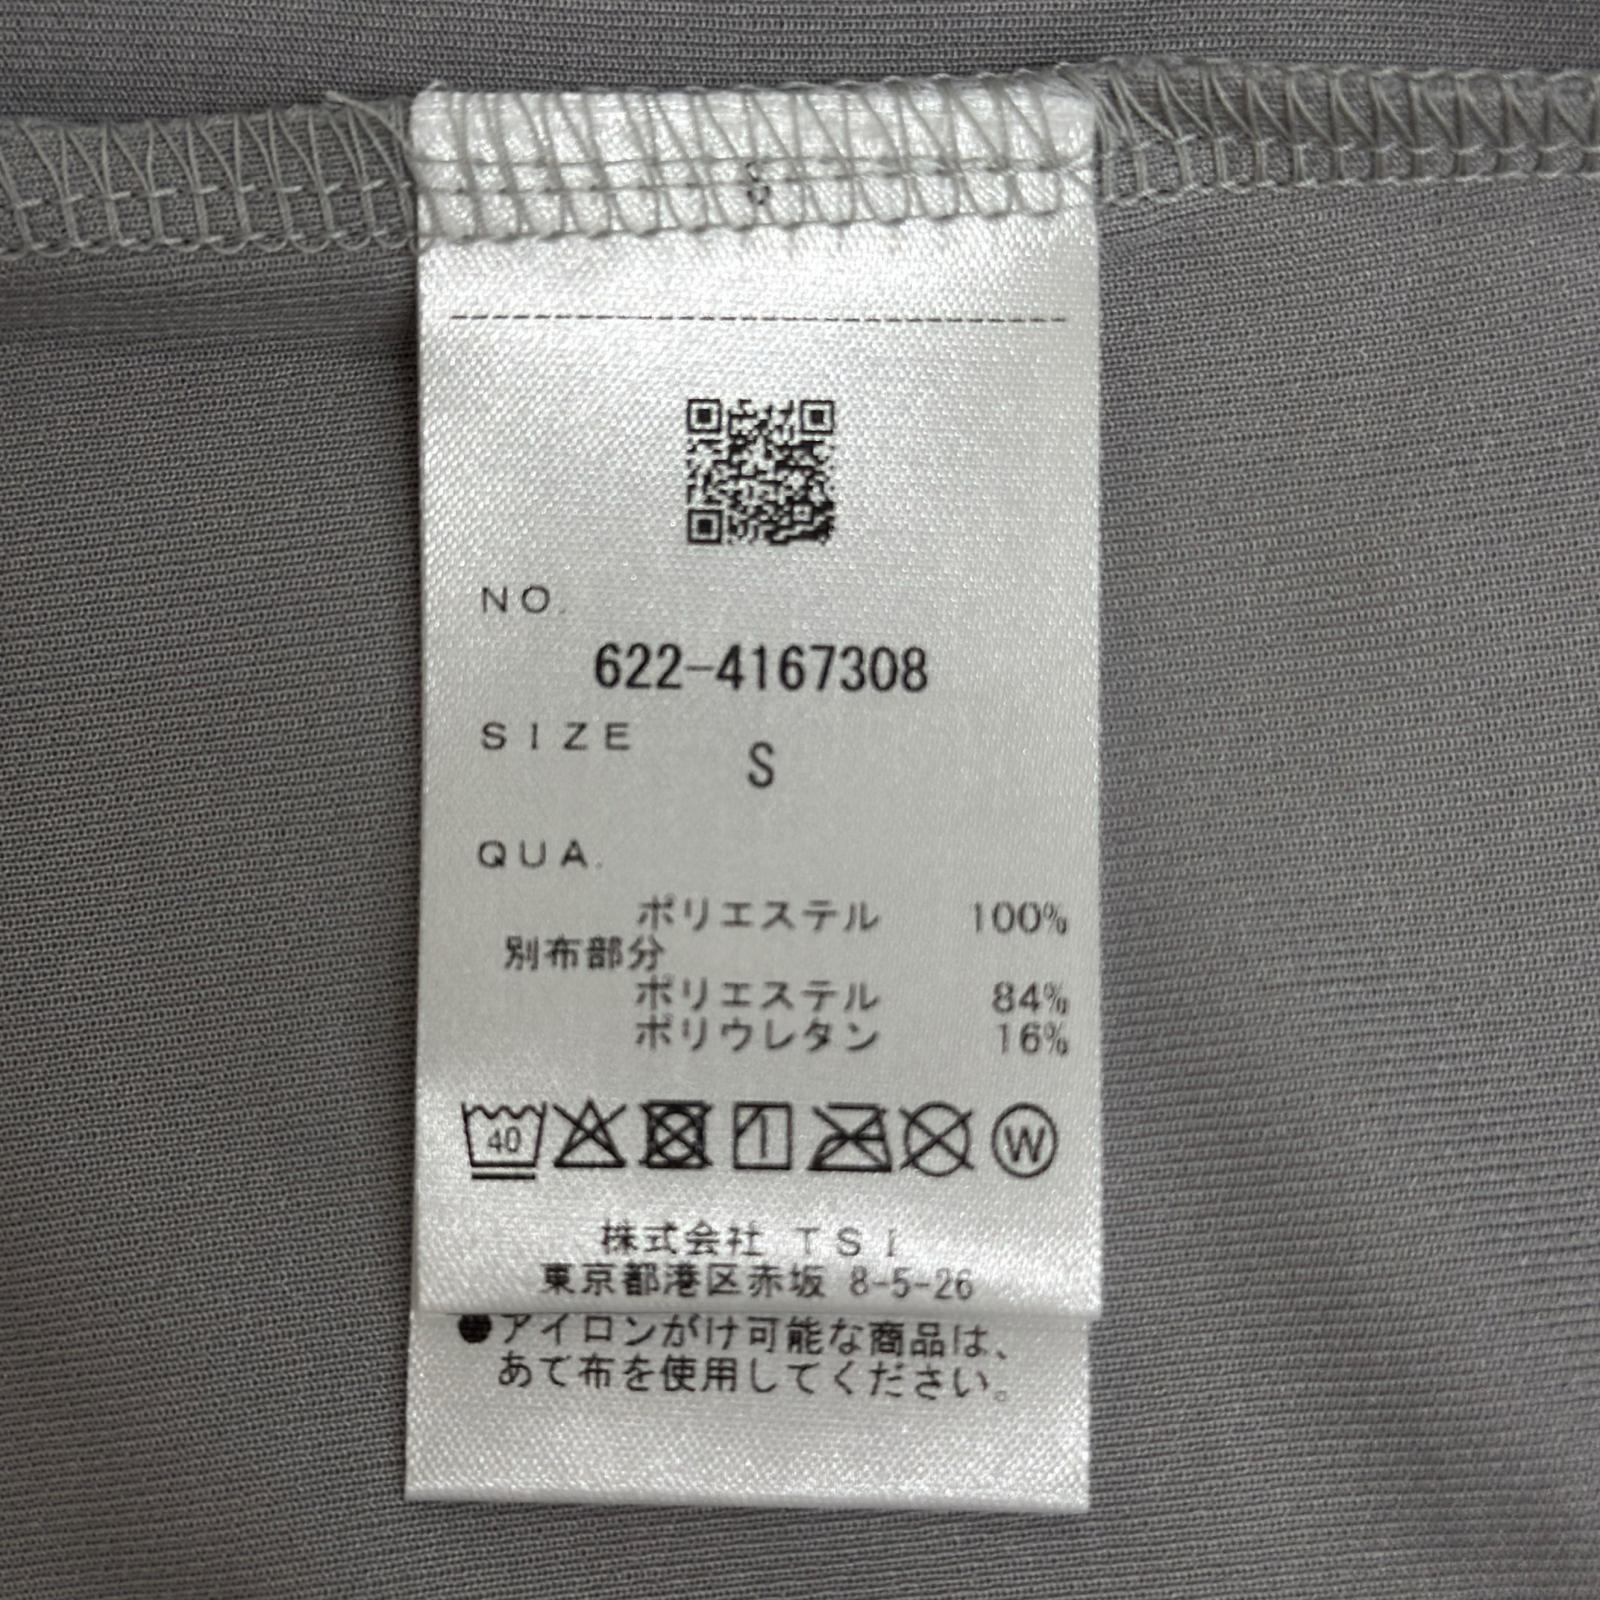 S
NO.
622-4167308
SIZE
S
QUA.
ポリエステル 100%
別布部分
ポリエステル 84%
ポリウレタン 16%
40 W
株式会社 TSI
東京都港区赤坂 8-5-26
●アイロンがけ可能な商品は、
あて布を使用してください。